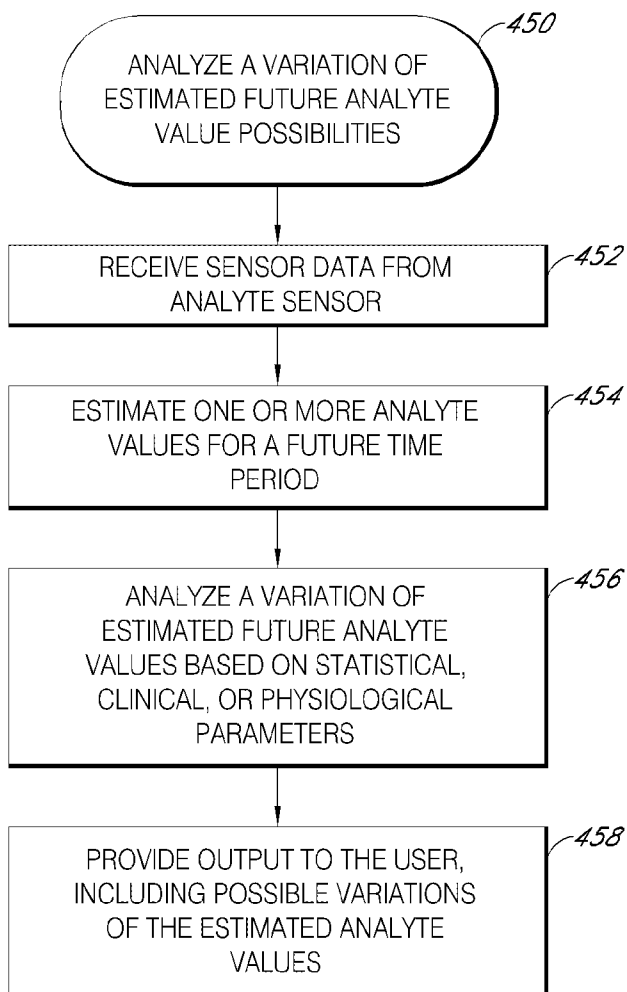 450
ANALYZE A VARIATION OF
ESTIMATED FUTURE ANALYTE
VALUE POSSIBILITIES
452
RECEIVE SENSOR DATA FROM
ANALYTE SENSOR
454
ESTIMATE ONE OR MORE ANALYTE
VALUES FOR A FUTURE TIME
PERIOD
456
ANALYZE A VARIATION OF
ESTIMATED FUTURE ANALYTE
VALUES BASED ON STATISTICAL,
CLINICAL, OR PHYSIOLOGICAL
PARAMETERS
458
PROVIDE OUTPUT TO THE USER,
INCLUDING POSSIBLE VARIATIONS
OF THE ESTIMATED ANALYTE
VALUES